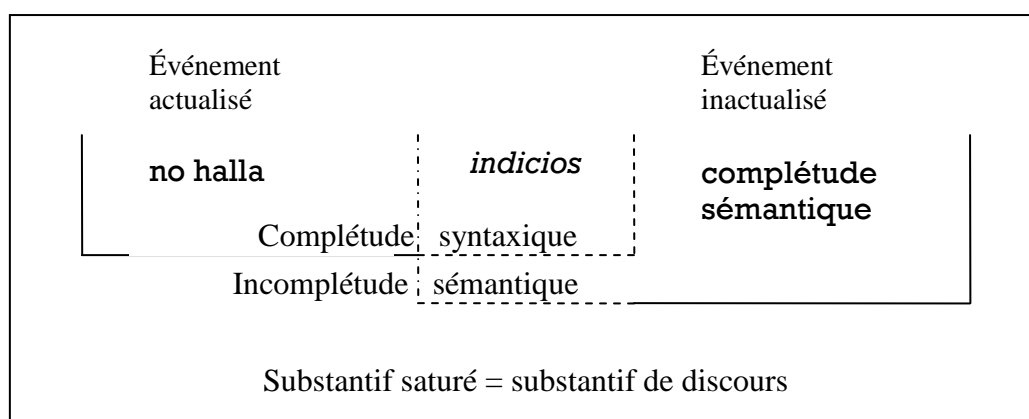 Événement
actualisé
Événement
inactualisé
no halla
indicios
complétude
sémantique
Complétude syntaxique
Incomplétude sémantique
Substantif saturé = substantif de discours